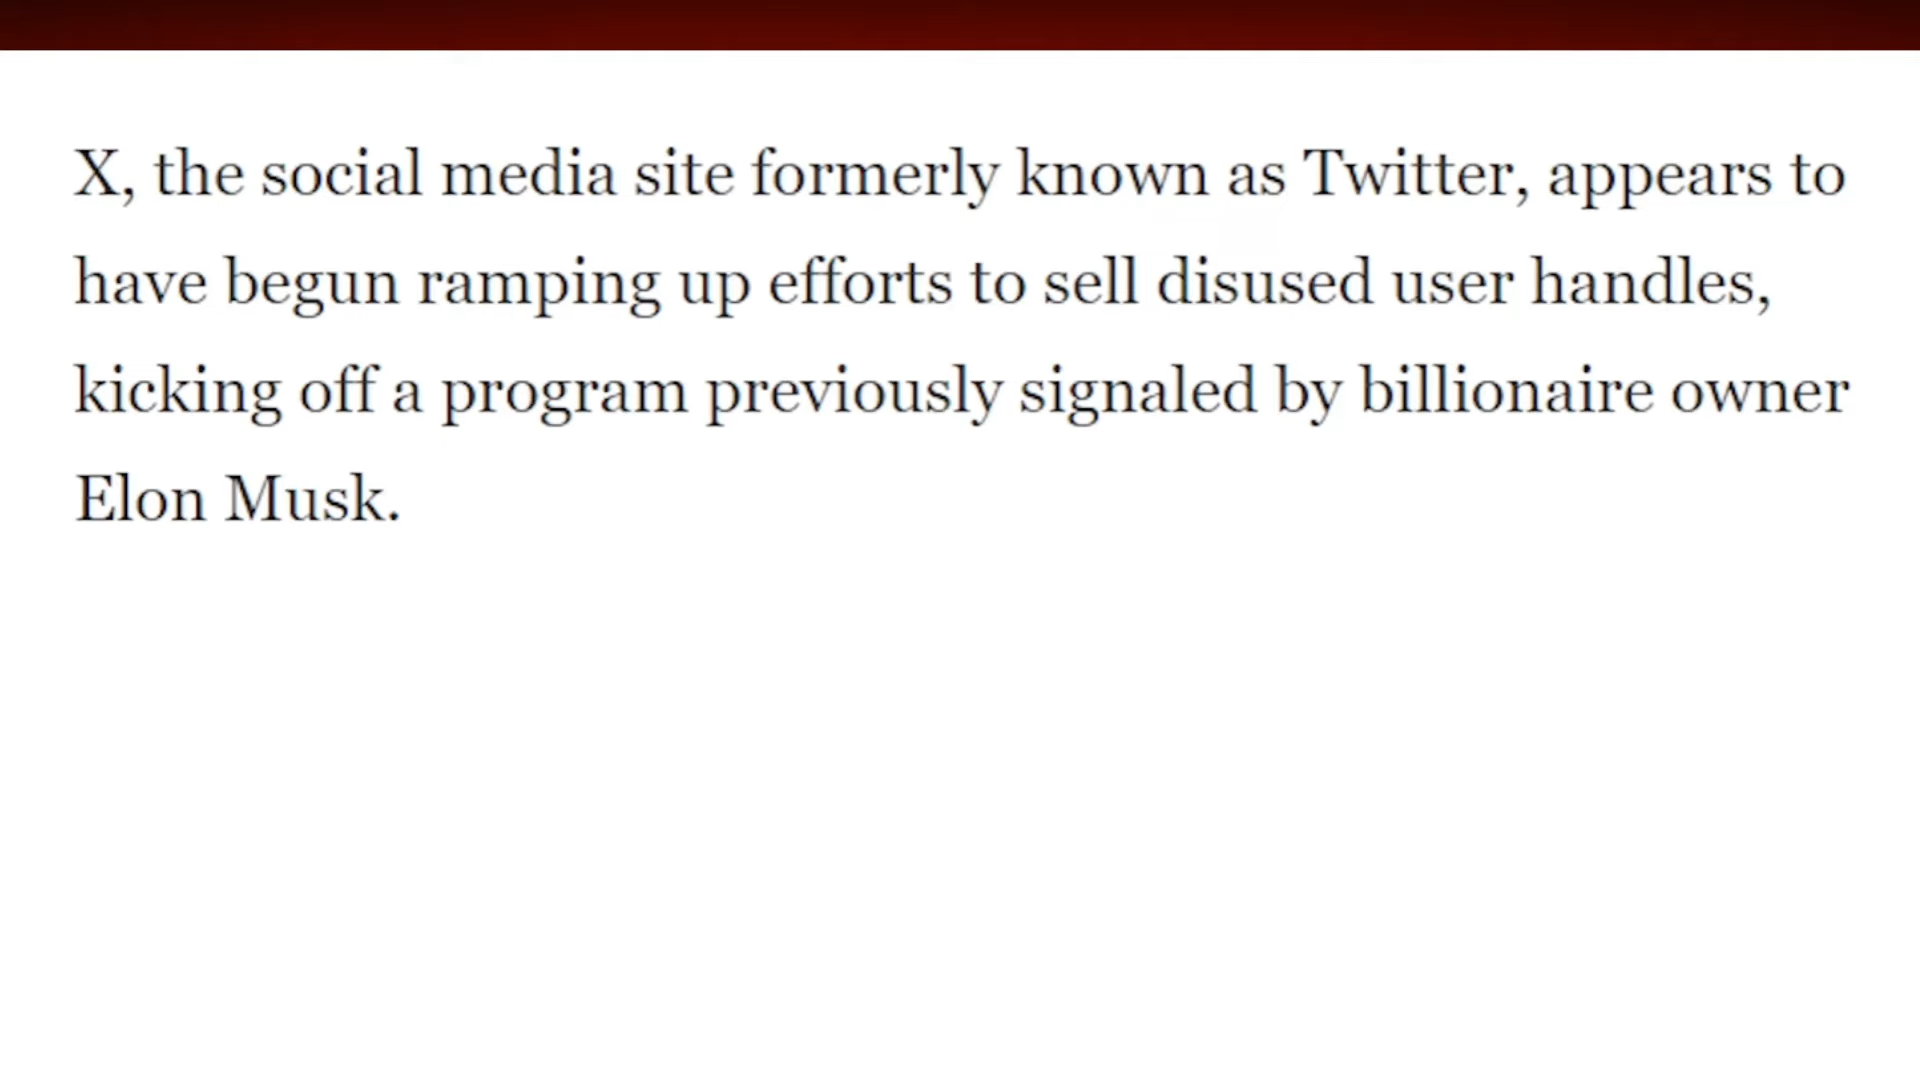 X, the social media site formerly known as Twitter, appears to
have begun ramping up efforts to sell disused user handles,
kicking off a program previously signaled by billionaire owner
Elon Musk.